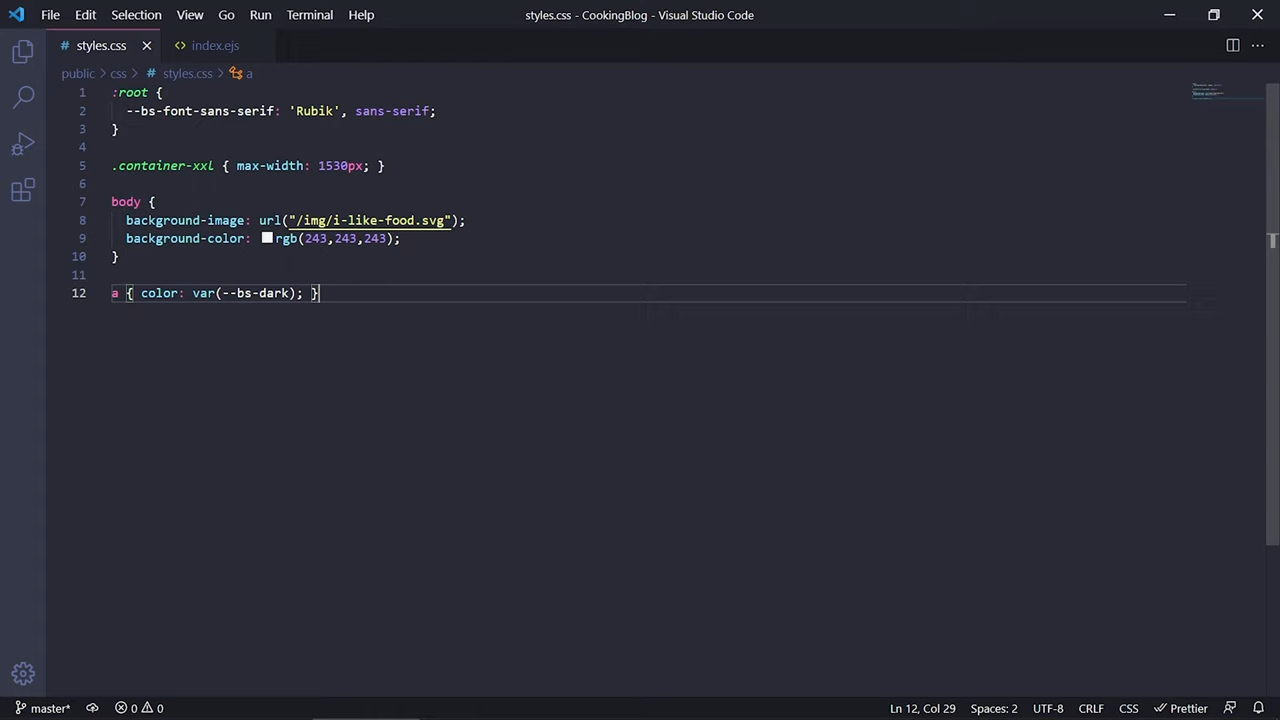 File Edit Selection View Go Run Terminal Help
styles.css - CookingBlog - Visual Studio Code
# styles.css × <> index.ejs
public > css > # styles.css > a
1 :root {
2   --bs-font-sans-serif: 'Rubik', sans-serif;
3 }
4
5 .container-xxl { max-width: 1530px; }
6
7 body {
8   background-image: url("/img/i-like-food.svg");
9   background-color: rgb(243,243,243);
10 }
11
12 a { color: var(--bs-dark); }
master* 0 0 Ln 12, Col 29 Spaces: 2 UTF-8 CRLF CSS Prettier